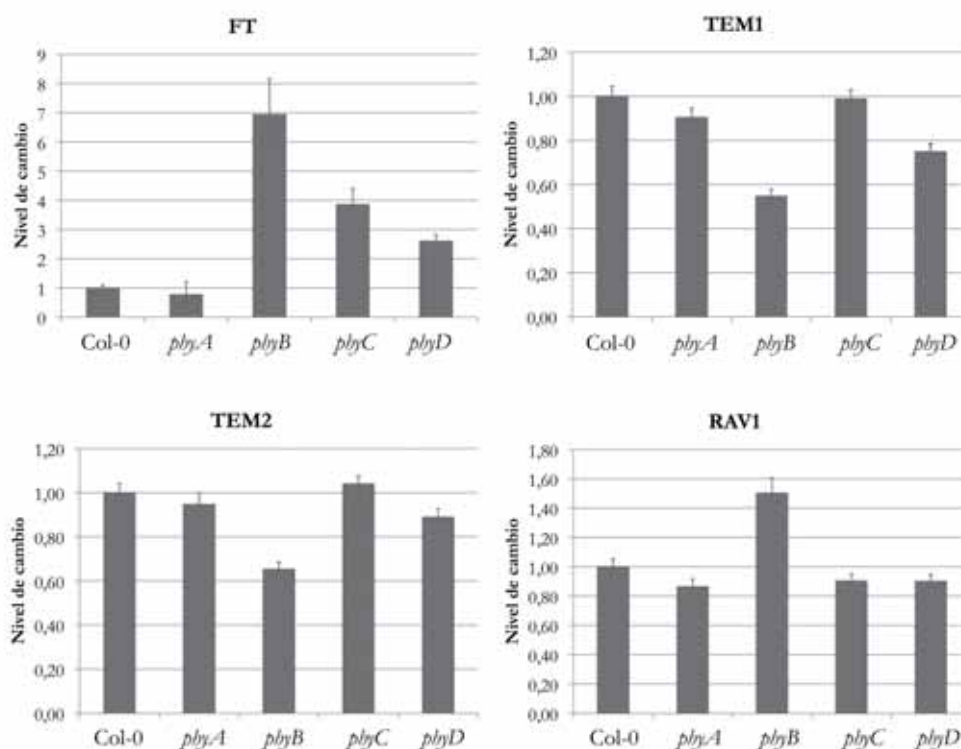 FT
Nivel de cambio
9
8
7
6
5
4
3
2
1
0
Col-0 phyA phyB phyC phyD
TEM1
Nivel de cambio
1,20
1,00
0,80
0,60
0,40
0,20
0,00
Col-0 phyA phyB phyC phyD
TEM2
Nivel de cambio
1,20
1,00
0,80
0,60
0,40
0,20
0,00
Col-0 phyA phyB phyC phyD
RAV1
Nivel de cambio
1,80
1,60
1,40
1,20
1,00
0,80
0,60
0,40
0,20
0,00
Col-0 phyA phyB phyC phyD